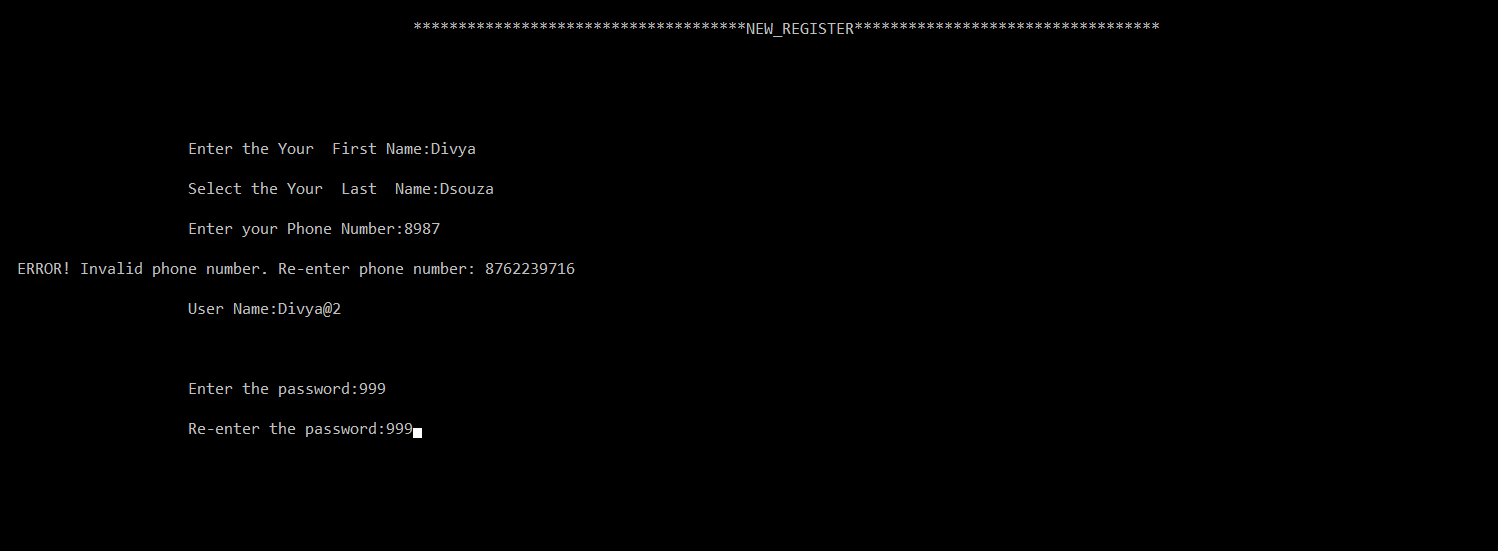 *************************************NEW_REGISTER**********************************
Enter the Your  First Name:Divya
Select the Your  Last  Name:Dsouza
Enter your Phone Number:8987
ERROR! Invalid phone number. Re-enter phone number: 8762239716
User Name:Divya@2
Enter the password:999
Re-enter the password:999